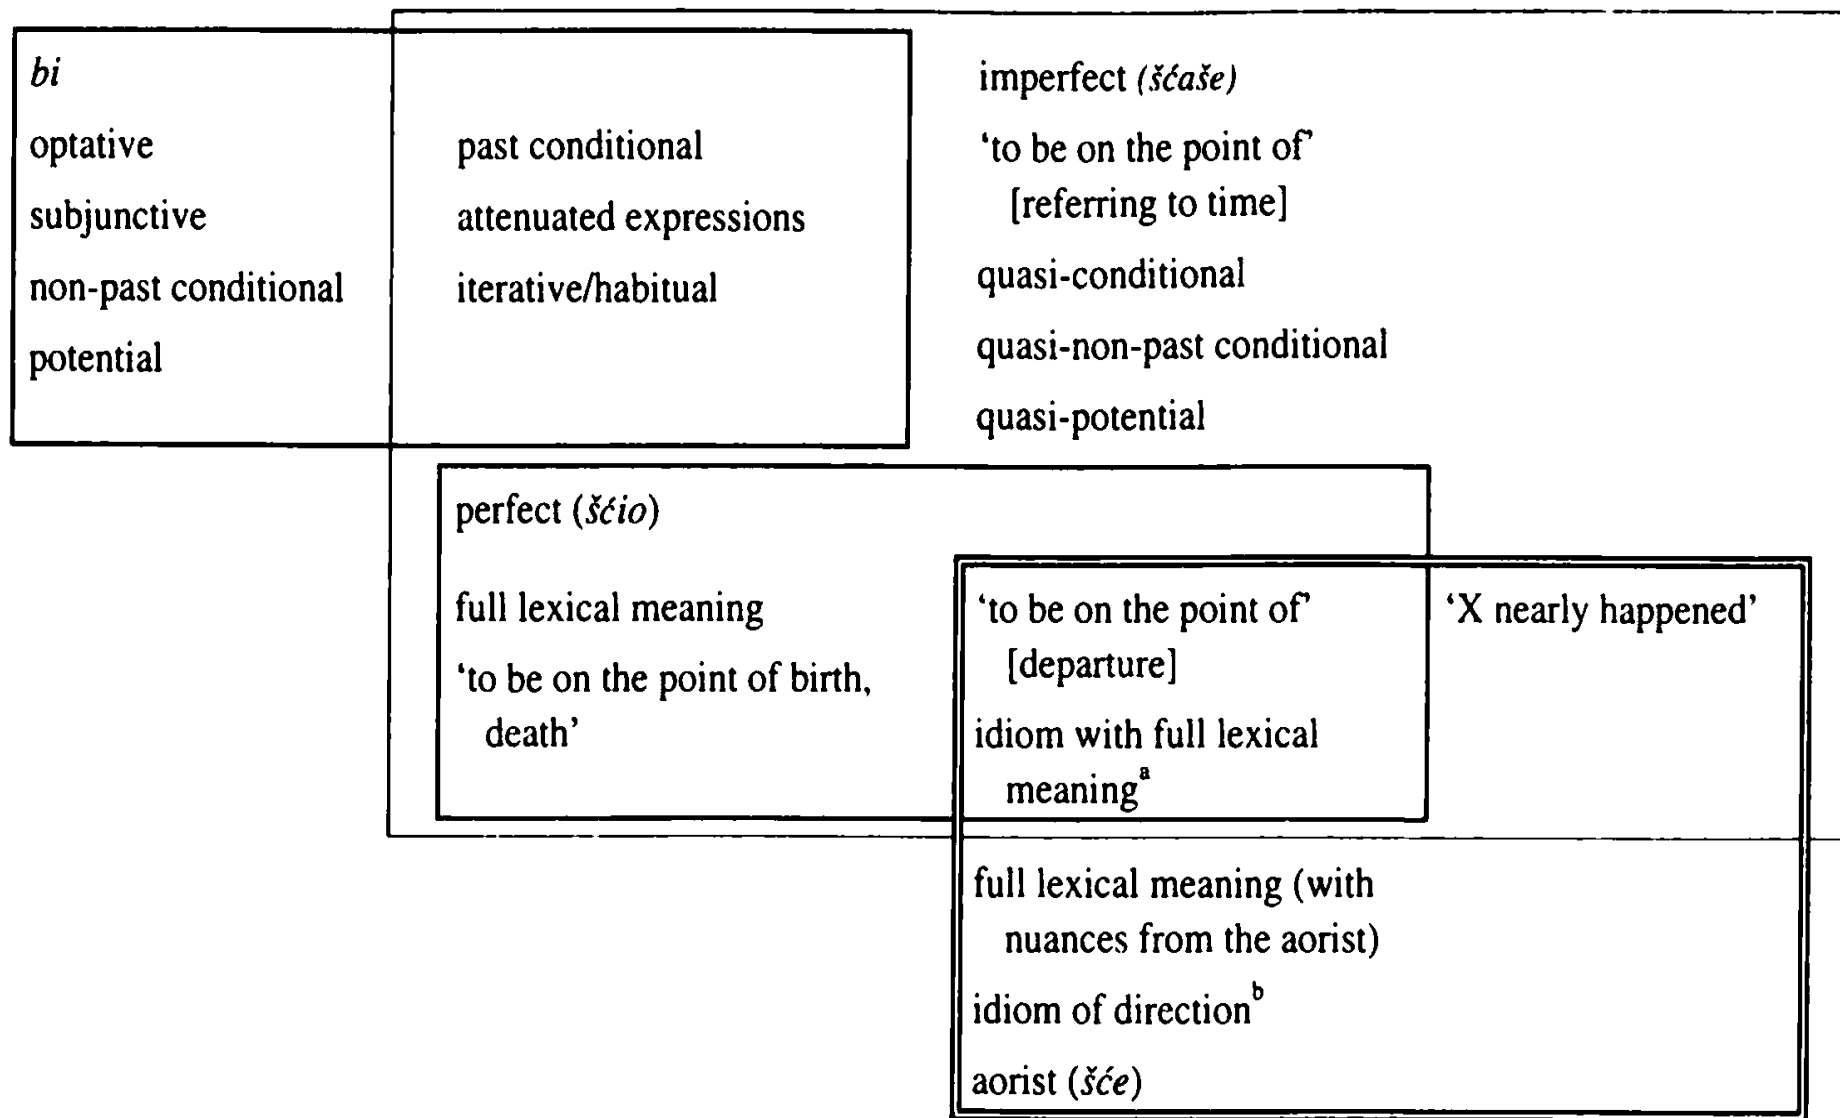 bi
optative
subjunctive
non-past conditional
potential
past conditional
attenuated expressions
iterative/habitual
imperfect (šćaše)
‘to be on the point of’
[referring to time]
quasi-conditional
quasi-non-past conditional
quasi-potential
perfect (šćio)
full lexical meaning
‘to be on the point of birth,
death’
‘to be on the point of’
[departure]
idiom with full lexical
meaningᵃ
‘X nearly happened’
full lexical meaning (with
nuances from the aorist)
idiom of directionᵇ
aorist (šće)